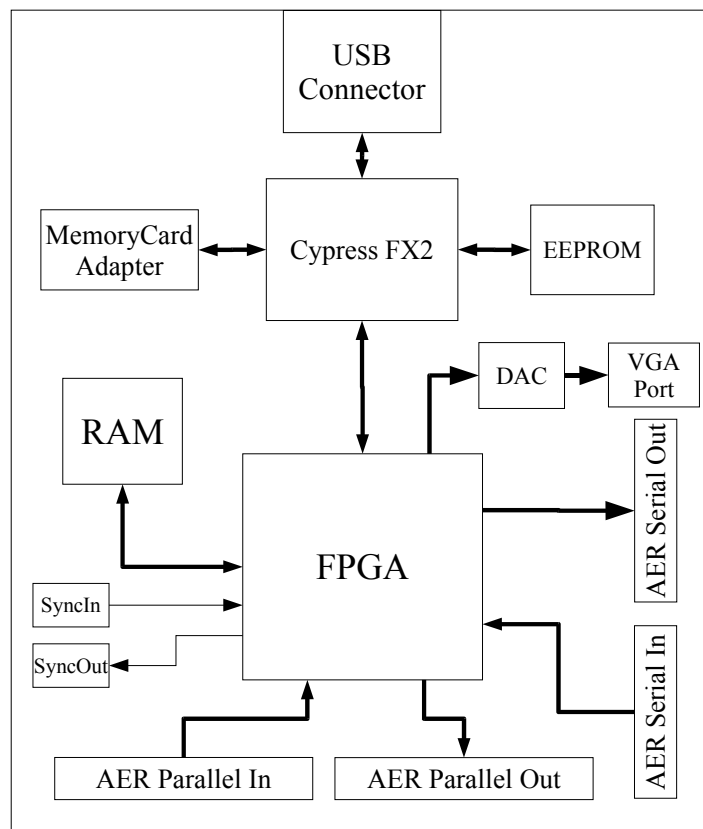 USB
Connector
MemoryCard
Adapter
Cypress FX2
EEPROM
DAC
VGA
Port
RAM
AER Serial Out
FPGA
SyncIn
SyncOut
AER Serial In
AER Parallel In
AER Parallel Out